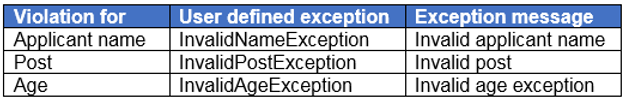 Violation for User defined exception Exception message
Applicant name InvalidNameException Invalid applicant name
Post InvalidPostException Invalid post
Age InvalidAgeException Invalid age exception